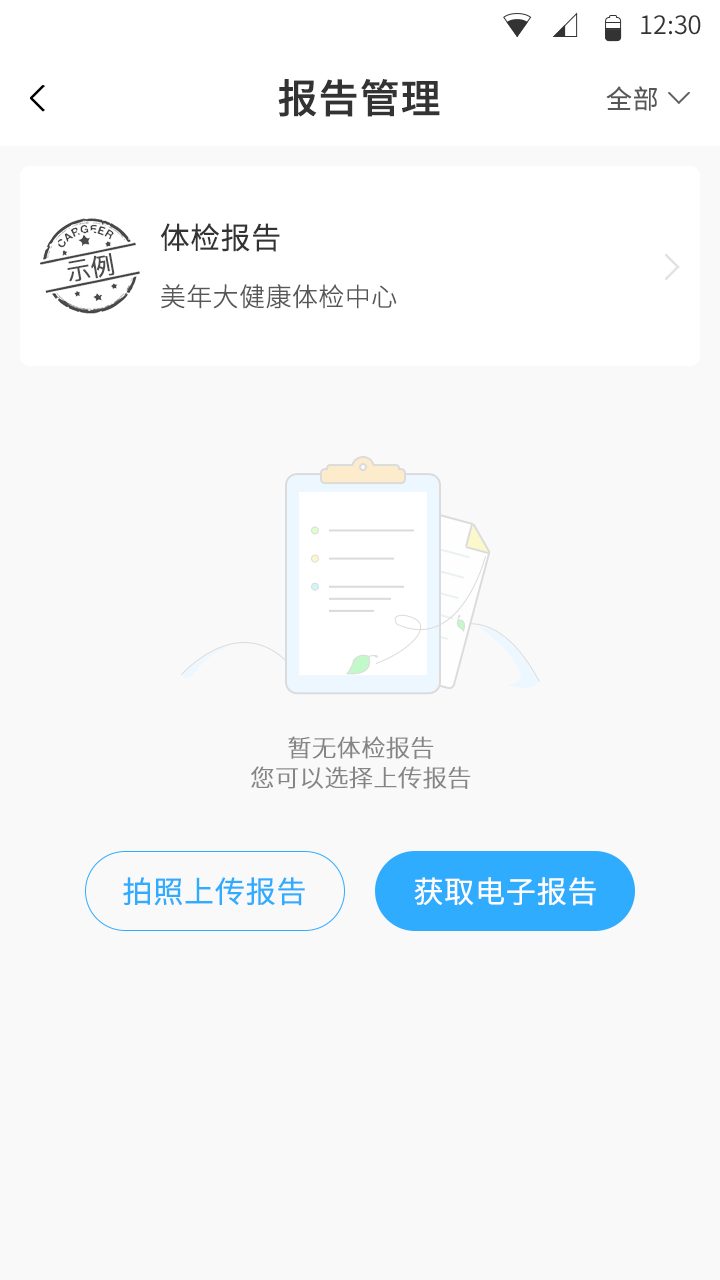 12:30
报告管理
全部
CARGEER
示例
体检报告
美年大健康体检中心
暂无体检报告
您可以选择上传报告
拍照上传报告
获取电子报告